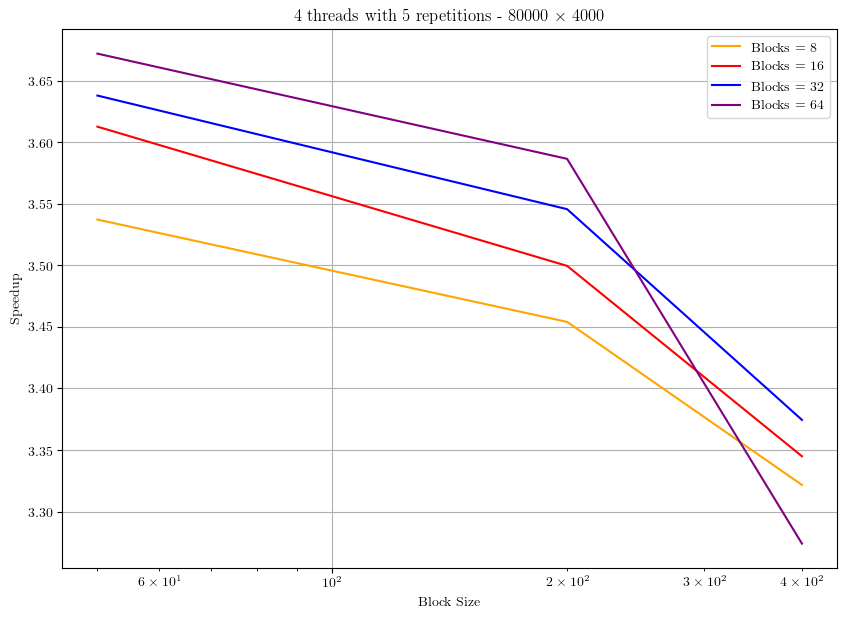 4 threads with 5 repetitions - 80000 × 4000
Blocks = 8
Blocks = 16
Blocks = 32
Blocks = 64
Speedup
3.65
3.60
3.55
3.50
3.45
3.40
3.35
3.30
6 × 10¹
10²
2 × 10²
3 × 10²
4 × 10²
Block Size